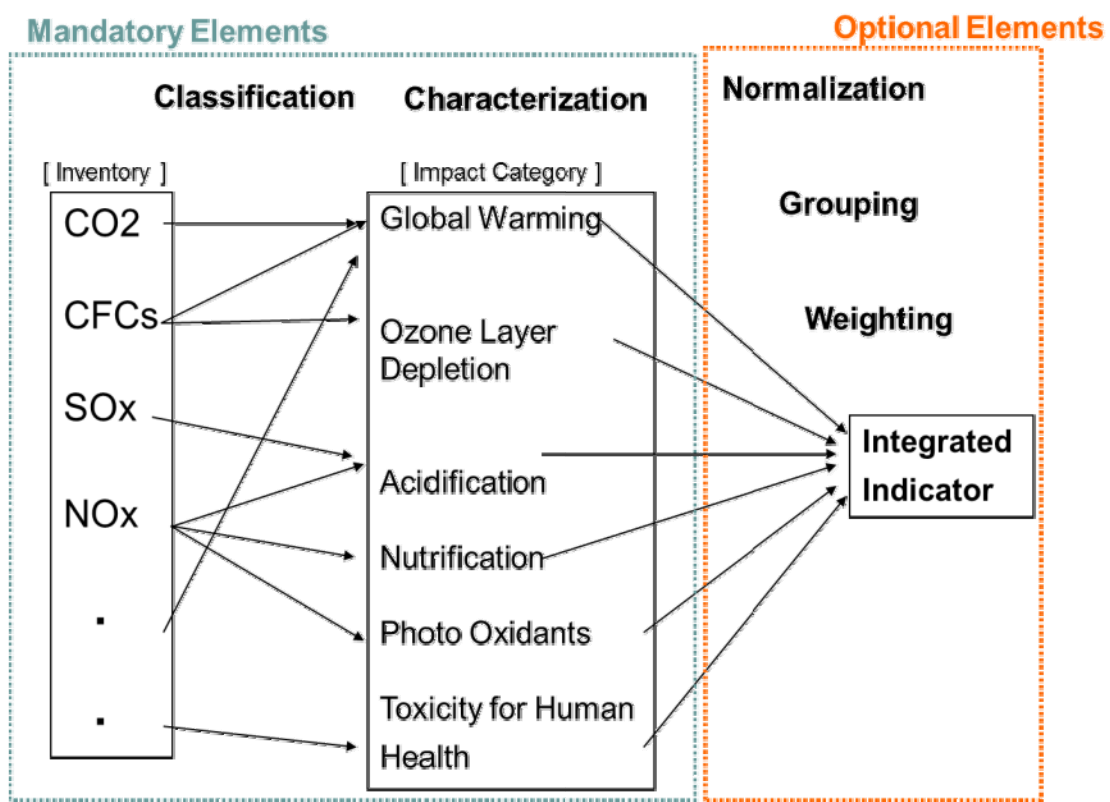 Mandatory Elements
Optional Elements
Classification
Characterization
Normalization
[ Inventory ]
[ Impact Category ]
Grouping
Weighting
CO2
CFCs
SOx
NOx
.
.
Global Warming
Ozone Layer
Depletion
Acidification
Nutrification
Photo Oxidants
Toxicity for Human
Health
Integrated
Indicator